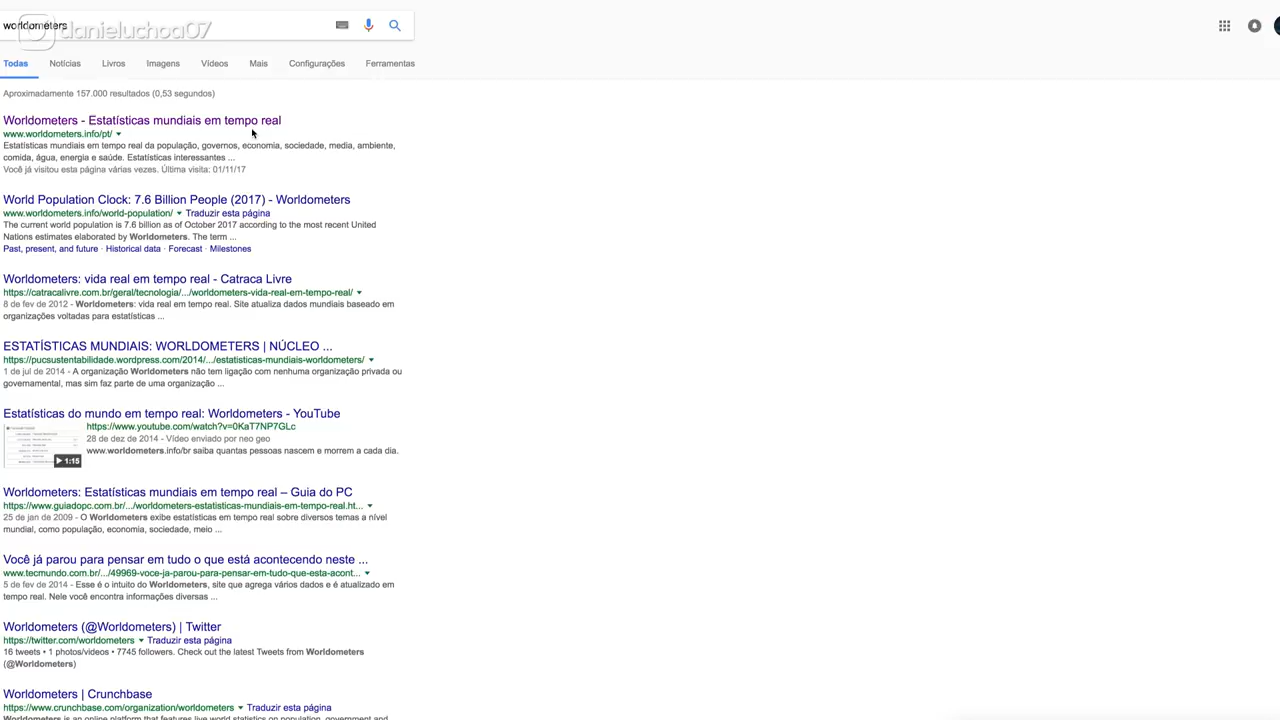 worldometers
danieluchoa07
Todas Notícias Livros Imagens Vídeos Mais Configurações Ferramentas
Aproximadamente 157.000 resultados (0,53 segundos)
Worldometers - Estatísticas mundiais em tempo real
www.worldometers.info/pt/
Estatísticas mundiais em tempo real da população, governos, economia, sociedade, media, ambiente,
comida, água, energia e saúde. Estatísticas interessantes ...
Você já visitou esta página várias vezes. Última visita: 01/11/17
World Population Clock: 7.6 Billion People (2017) - Worldometers
www.worldometers.info/world-population/ Traduzir esta página
The current world population is 7.6 billion as of October 2017 according to the most recent United
Nations estimates elaborated by Worldometers. The term ...
Past, present, and future · Historical data · Forecast · Milestones
Worldometers: vida real em tempo real - Catraca Livre
https://catracalivre.com.br/geral/tecnologia/.../worldometers-vida-real-em-tempo-real/
8 de fev de 2012 - Worldometers: vida real em tempo real. Site atualiza dados mundiais baseado em
organizações voltadas para estatísticas ...
ESTATÍSTICAS MUNDIAIS: WORLDOMETERS | NÚCLEO ...
https://pucsustentabilidade.wordpress.com/2014/.../estatisticas-mundiais-worldometers/
1 de jul de 2014 - A organização Worldometers não tem ligação com nenhuma organização privada ou
governamental, mas sim faz parte de uma organização ...
Estatísticas do mundo em tempo real: Worldometers - YouTube
https://www.youtube.com/watch?v=0KaT7NP7GLc
28 de dez de 2014 - Vídeo enviado por neo geo
www.worldometers.info/br saiba quantas pessoas nascem e morrem a cada dia.
1:15
Worldometers: Estatísticas mundiais em tempo real – Guia do PC
https://www.guiadopc.com.br/.../worldometers-estatisticas-mundiais-em-tempo-real.ht...
25 de jan de 2009 - O Worldometers exibe estatísticas em tempo real sobre diversos temas a nível
mundial, como população, economia, sociedade, meio ...
Você já parou para pensar em tudo o que está acontecendo neste ...
www.tecmundo.com.br/.../49969-voce-ja-parou-para-pensar-em-tudo-que-esta-acont...
5 de fev de 2014 - Esse é o intuito do Worldometers, site que agrega vários dados e é atualizado em
tempo real. Nele você encontra informações diversas ...
Worldometers (@Worldometers) | Twitter
https://twitter.com/worldometers Traduzir esta página
16 tweets • 1 photos/videos • 7745 followers. Check out the latest Tweets from Worldometers
(@Worldometers)
Worldometers | Crunchbase
https://www.crunchbase.com/organization/worldometers Traduzir esta página
Worldometers is an online platform that features live world statistics on population, government and